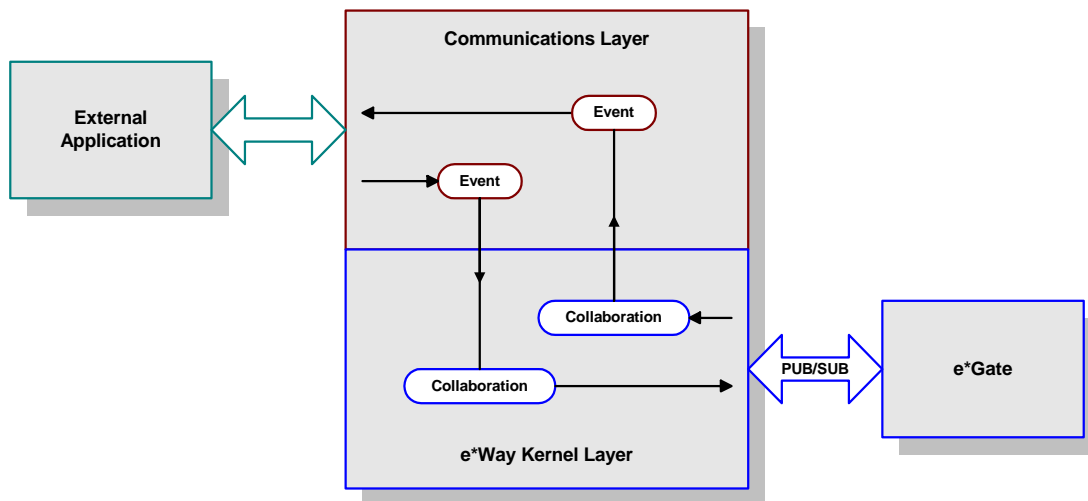 Communications Layer
External
Application
Event
Event
Collaboration
PUB/SUB
e*Gate
Collaboration
e*Way Kernel Layer